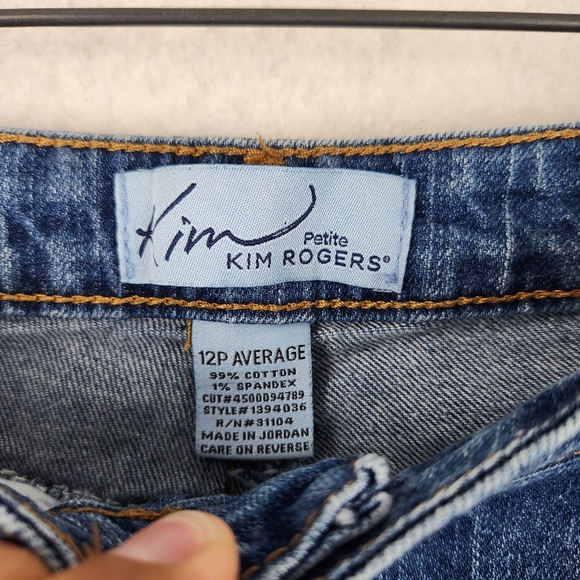 Kim
Petite
KIM ROGERS®
12P AVERAGE
99% COTTON
1% SPANDEX
CUT#4500094789
STYLE#1394036
R/N#31104
MADE IN JORDAN
CARE ON REVERSE